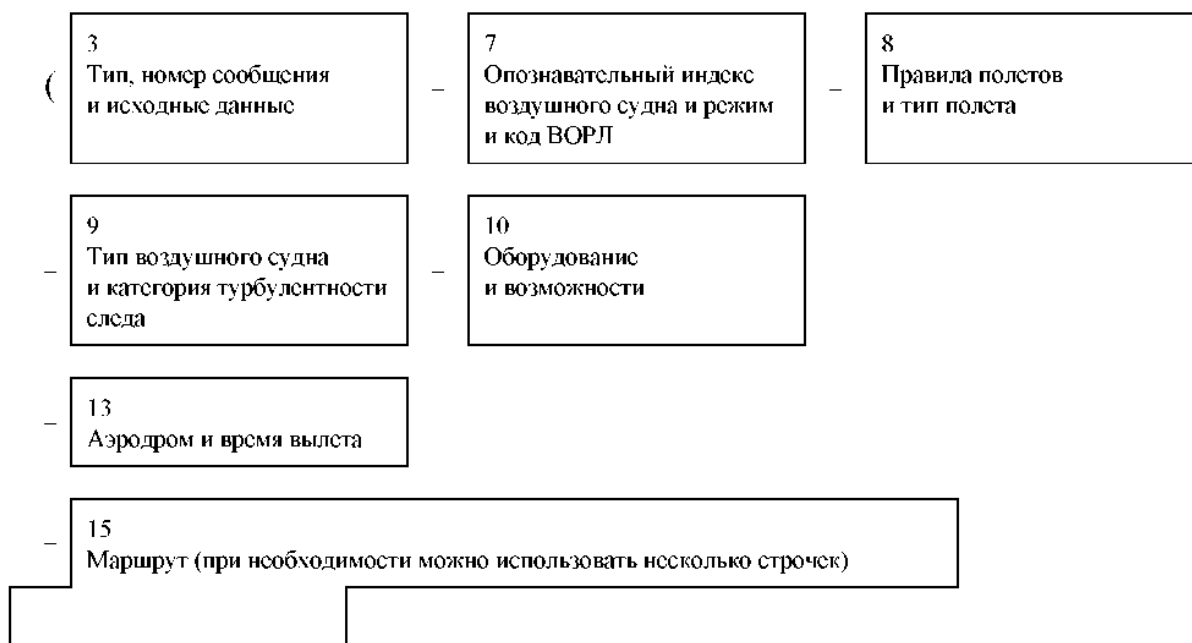 3
Тип, номер сообщения
и исходные данные
(
–
7
Опознавательный индекс
воздушного судна и режим
и код ВОРЛ
–
8
Правила полетов
и тип полета
–
9
Тип воздушного судна
и категория турбулентности
следа
–
10
Оборудование
и возможности
–
13
Аэродром и время вылета
–
15
Маршрут (при необходимости можно использовать несколько строчек)